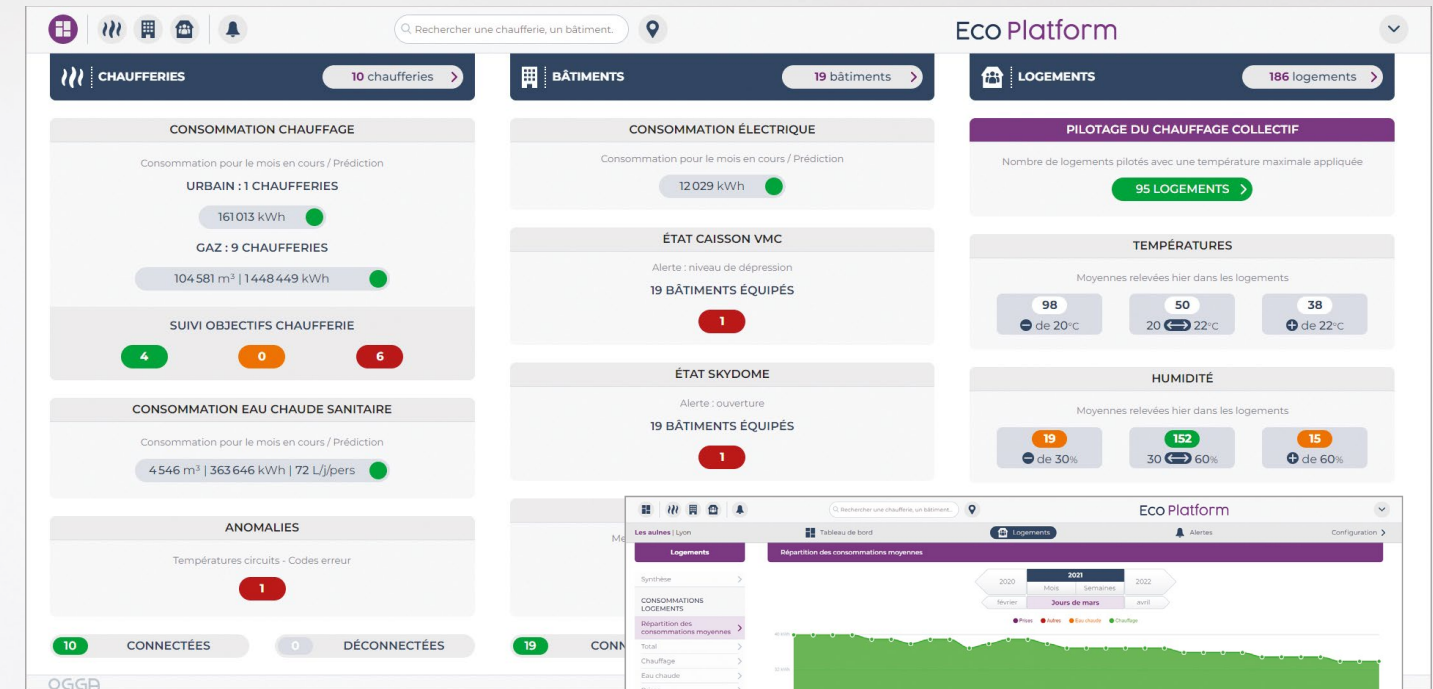 Rechercher une chaufferie, un bâtiment.
Eco Platform
CHAUFFERIES
10 chaufferies
CONSOMMATION CHAUFFAGE
Consommation pour le mois en cours / Prédiction
URBAIN : 1 CHAUFFERIES
161 013 kWh
GAZ : 9 CHAUFFERIES
104 581 m³ | 1 448 449 kWh
SUIVI OBJECTIFS CHAUFFERIE
4 0 6
CONSOMMATION EAU CHAUDE SANITAIRE
Consommation pour le mois en cours / Prédiction
4 546 m³ | 363 646 kWh | 72 L/j/pers
ANOMALIES
Températures circuits - Codes erreur
1
10 CONNECTÉES
0 DÉCONNECTÉES
OGGA
BÂTIMENTS
19 bâtiments
CONSOMMATION ÉLECTRIQUE
Consommation pour le mois en cours / Prédiction
12 029 kWh
ÉTAT CAISSON VMC
Alerte : niveau de dépression
19 BÂTIMENTS ÉQUIPÉS
1
ÉTAT SKYDOME
Alerte : ouverture
19 BÂTIMENTS ÉQUIPÉS
1
19
LOGEMENTS
186 logements
PILOTAGE DU CHAUFFAGE COLLECTIF
Nombre de logements pilotés avec une température maximale appliquée
95 LOGEMENTS
TEMPÉRATURES
Moyennes relevées hier dans les logements
98 50 38
de 20°C 20 22°C de 22°C
HUMIDITÉ
Moyennes relevées hier dans les logements
19 152 15
de 30% 30 60% de 60%
Rechercher une chaufferie, un bâtiment.
Eco Platform
Les aulnes | Lyon
Tableau de bord
Logements
Alertes
Configuration
Logements
Répartition des consommations moyennes
Synthèse
CONSOMMATIONS
LOGEMENTS
Répartition des
consommations moyennes
Total
Chauffage
Eau chaude
2020 2021 2022
Mois Semaines
février Jours de mars avril
Prises Autres Eau chaude Chauffage